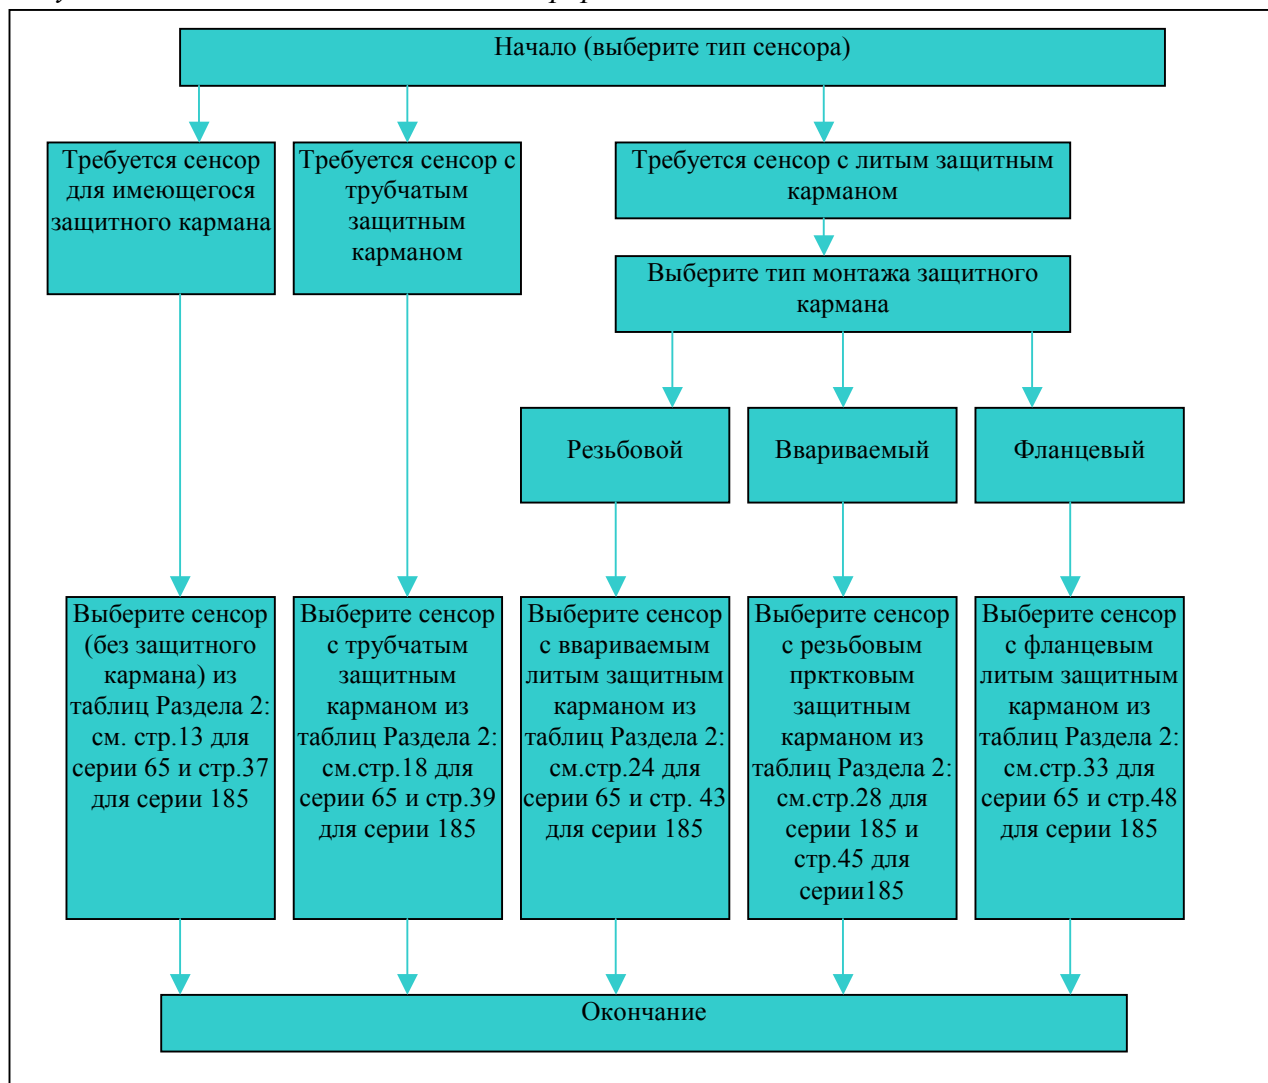 Начало (выберите тип сенсора)
Требуется сенсор
для имеющегося
защитного кармана
Требуется сенсор с
трубчатым
защитным
карманом
Требуется сенсор с литым защитным
карманом
Выберите тип монтажа защитного
кармана
Резьбовой
Ввариваемый
Фланцевый
Выберите сенсор
(без защитного
кармана) из
таблиц Раздела 2:
см. стр.13 для
серии 65 и стр.37
для серии 185
Выберите сенсор
с трубчатым
защитным
карманом из
таблиц Раздела 2:
см.стр.18 для
серии 65 и стр.39
для серии 185
Выберите сенсор
с ввариваемым
литым защитным
карманом из
таблиц Раздела 2:
см.стр.24 для
серии 65 и стр. 43
для серии 185
Выберите сенсор
с резьбовым
пркткoвым
защитным
карманом из
таблиц Раздела 2:
см.стр.28 для
серии 185 и
стр.45 для
серии185
Выберите сенсор
с фланцевым
литым защитным
карманом из
таблиц Раздела 2:
см.стр.33 для
серии 65 и стр.48
для серии 185
Окончание